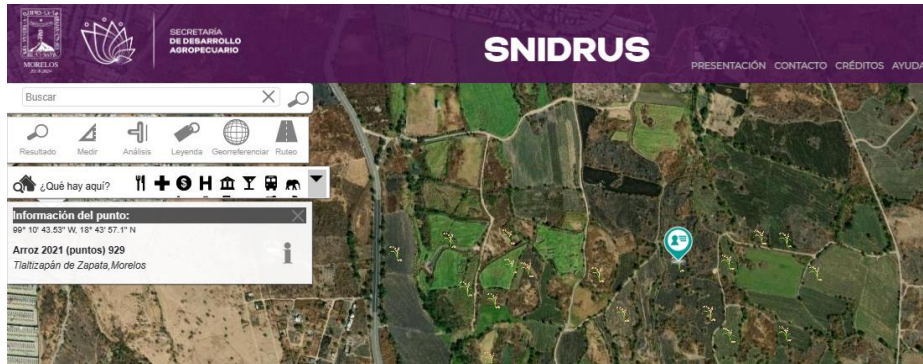 MORELOS
SECRETARÍA
DE DESARROLLO
AGROPECUARIO
SNIDRUS
PRESENTACIÓN CONTACTO CRÉDITOS AYUDA
Buscar
Resultado Medir Análisis Leyenda Georreferenciar Ruteo
¿Qué hay aquí? H
Información del punto:
99° 10' 43.53" W, 18° 43' 57.1" N
Arroz 2021 (puntos) 929
Tlaltizapán de Zapata,Morelos